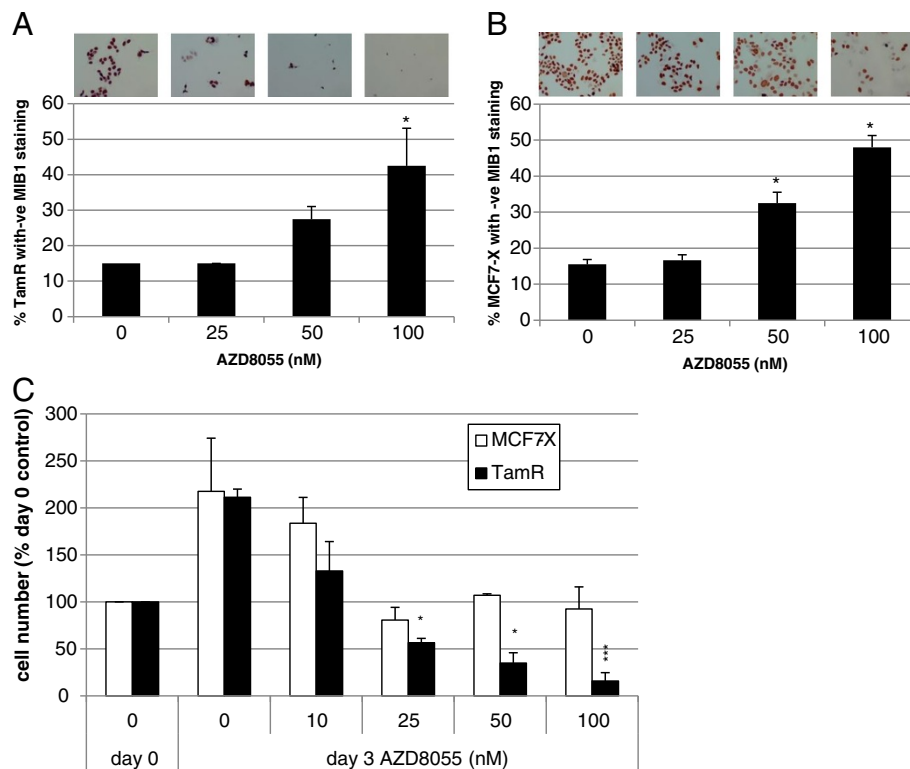 A
B
% TamR with-ve MIB1 staining
60
50
40
30
20
10
0
*
0 25 50 100
AZD8055 (nM)
% MCF7-X with -ve MIB1 staining
60
50
40
30
20
10
0
* *
0 25 50 100
AZD8055 (nM)
C
cell number (% day 0 control)
300
250
200
150
100
50
0
MCF7-X
TamR
* * ***
0 0 10 25 50 100
day 0 day 3 AZD8055 (nM)